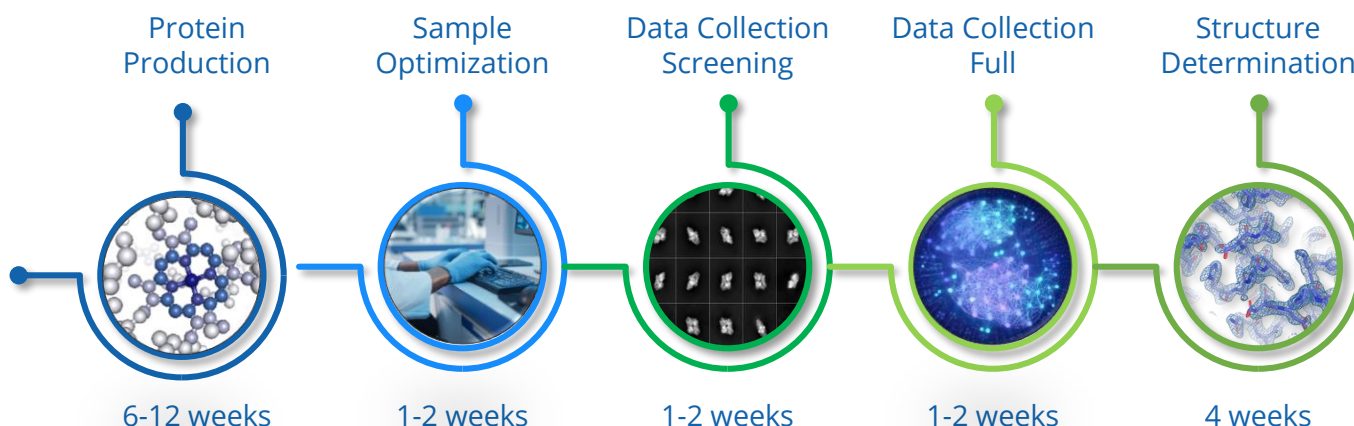 Protein
Production
Sample
Optimization
Data Collection
Screening
Data Collection
Full
Structure
Determination
6-12 weeks
1-2 weeks
1-2 weeks
1-2 weeks
4 weeks